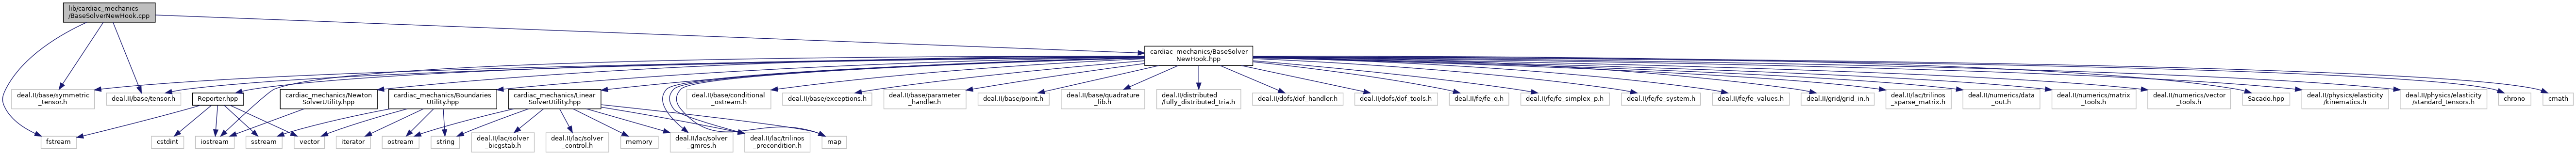 lib/cardiac_mechanics
/BaseSolverNewHook.cpp
cardiac_mechanics/BaseSolver
NewHook.hpp
deal.II/base/symmetric
_tensor.h
deal.II/base/tensor.h
Reporter.hpp
cardiac_mechanics/Newton
SolverUtility.hpp
cardiac_mechanics/Boundaries
Utility.hpp
cardiac_mechanics/Linear
SolverUtility.hpp
deal.II/base/conditional
_ostream.h
deal.II/base/exceptions.h
deal.II/base/parameter
_handler.h
deal.II/base/point.h
deal.II/base/quadrature
_lib.h
deal.II/distributed
/fully_distributed_tria.h
deal.II/dofs/dof_handler.h
deal.II/dofs/dof_tools.h
deal.II/fe/fe_q.h
deal.II/fe/fe_simplex_p.h
deal.II/fe/fe_system.h
deal.II/fe/fe_values.h
deal.II/grid/grid_in.h
deal.II/lac/trilinos
_sparse_matrix.h
deal.II/numerics/data
_out.h
deal.II/numerics/matrix
_tools.h
deal.II/numerics/vector
_tools.h
Sacado.hpp
deal.II/physics/elasticity
/kinematics.h
deal.II/physics/elasticity
/standard_tensors.h
chrono
cmath
fstream
cstdint
iostream
sstream
vector
iterator
ostream
string
deal.II/lac/solver
_bicgstab.h
deal.II/lac/solver
_control.h
memory
deal.II/lac/solver
_gmres.h
deal.II/lac/trilinos
_precondition.h
map